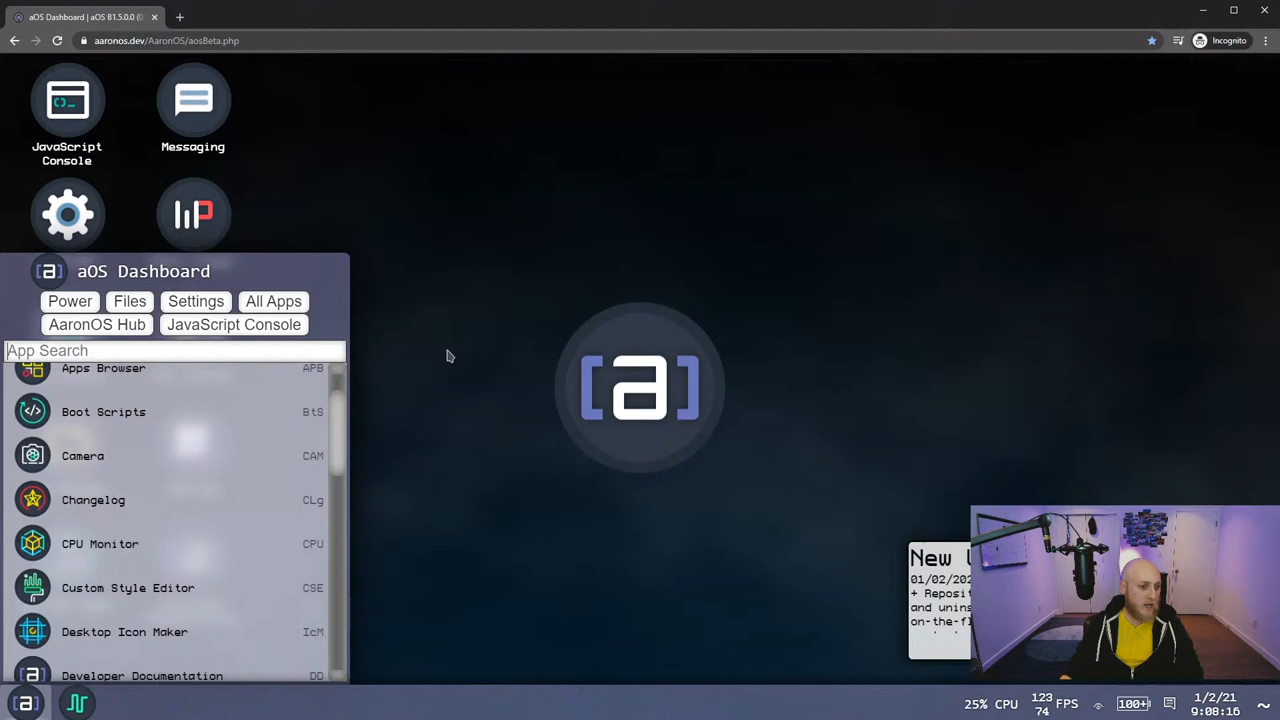 aOS Dashboard | aOS B1.5.0.0 (0
aaronos.dev/AaronOS/aosBeta.php
Incognito
JavaScript
Console
Messaging
[a] aOS Dashboard
Power Files Settings All Apps
AaronOS Hub JavaScript Console
App Search
Apps Browser APB
Boot Scripts BtS
Camera CAM
Changelog CLg
CPU Monitor CPU
Custom Style Editor CSE
Desktop Icon Maker IcM
Developer Documentation DD
[a]
New
01/02/202
+ Reposit
and unins
on-the-fl
[a]
25% CPU
123 FPS
74
100+
1/2/21
9:08:16